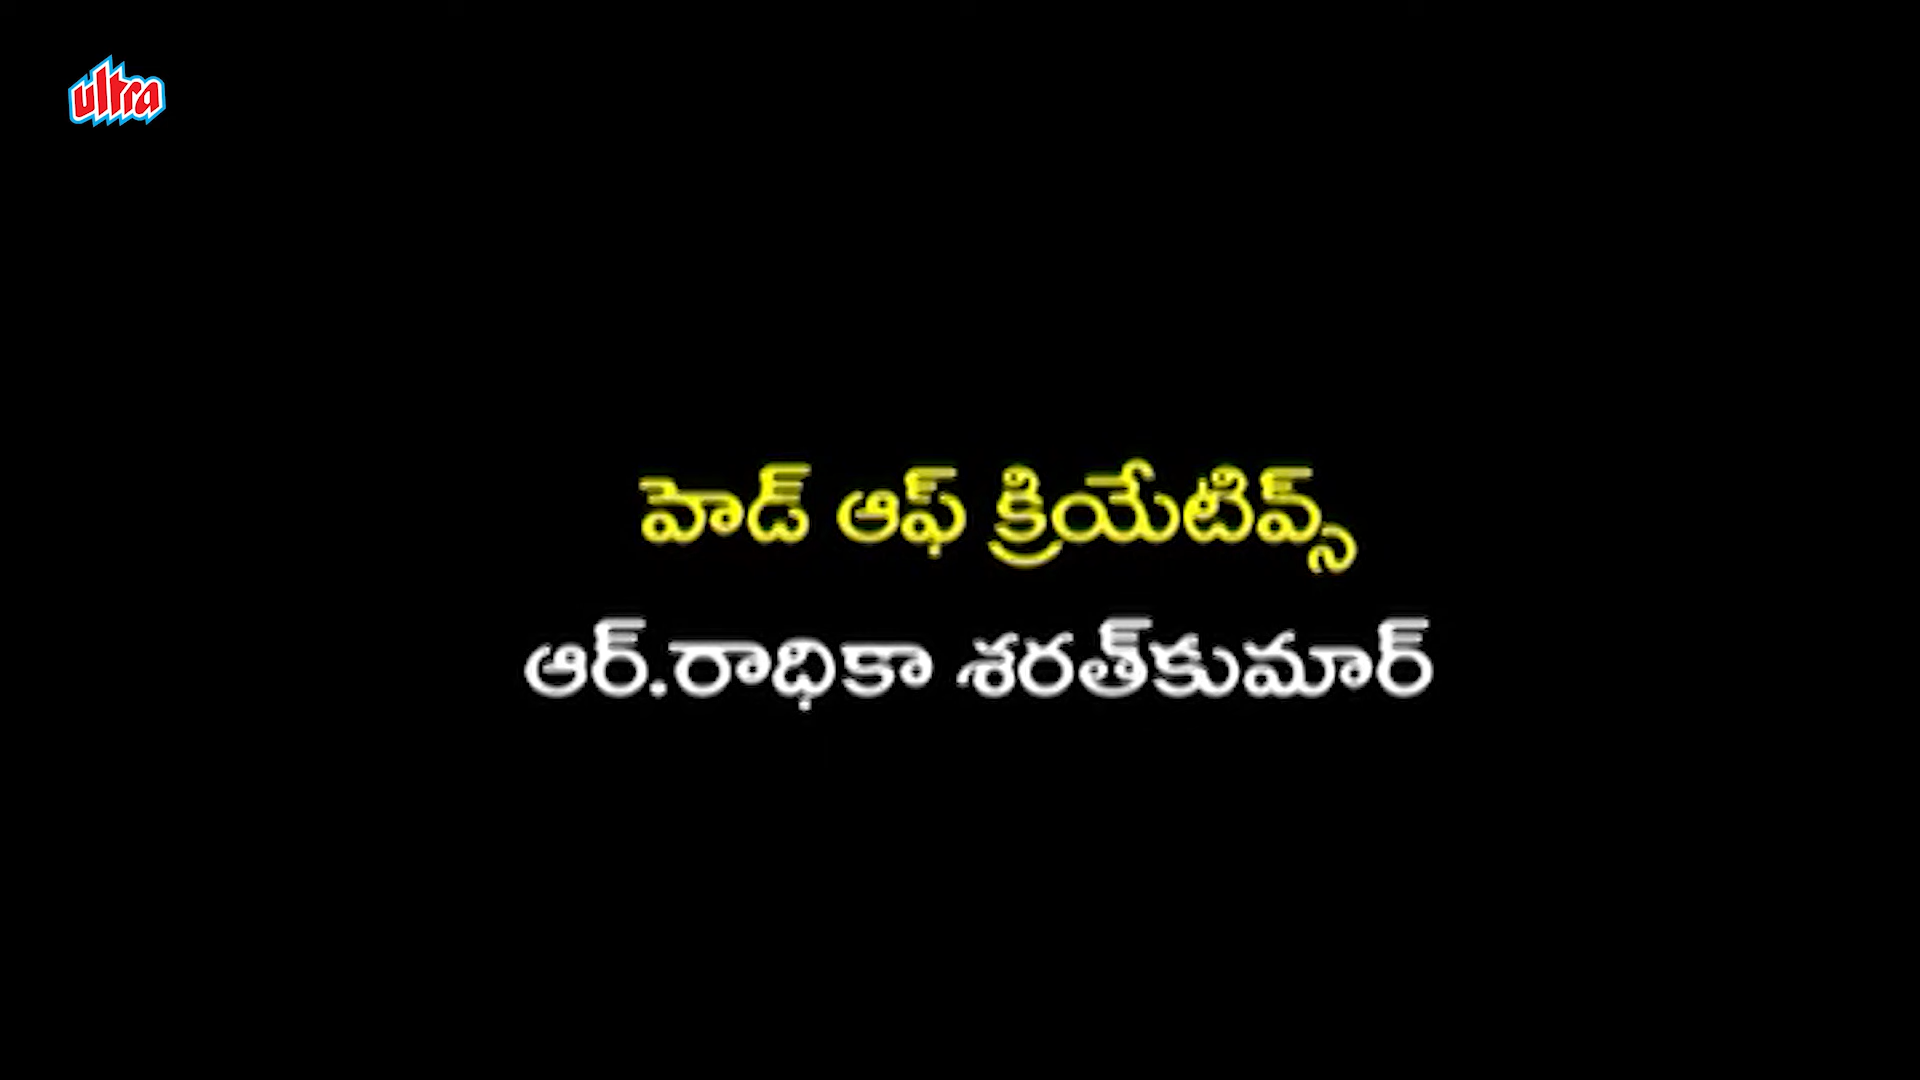 ultra
హెడ్ ఆఫ్ క్రియేటివ్స్
ఆర్.రాధికా శరత్‌కుమార్